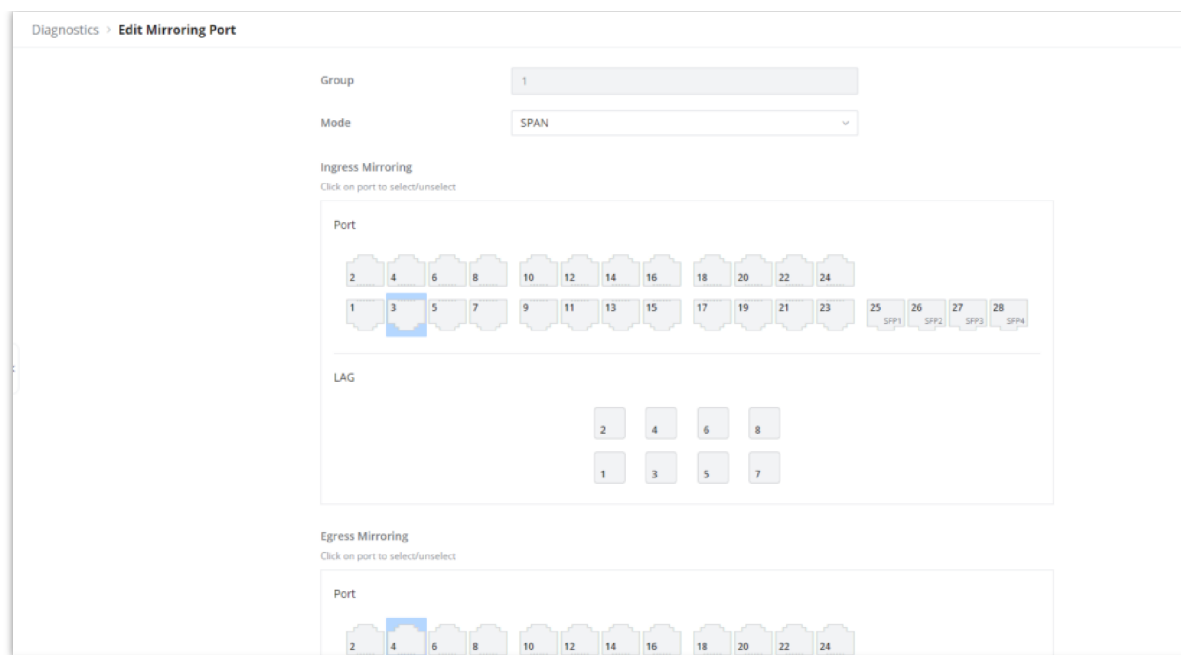 Diagnostics > Edit Mirroring Port
Group 1
Mode SPAN
Ingress Mirroring
Click on port to select/unselect
Port
2 4 6 8 10 12 14 16 18 20 22 24
1 3 5 7 9 11 13 15 17 19 21 23 25 SFP1 26 SFP2 27 SFP3 28 SFP4
LAG
2 4 6 8
1 3 5 7
Egress Mirroring
Click on port to select/unselect
Port
2 4 6 8 10 12 14 16 18 20 22 24